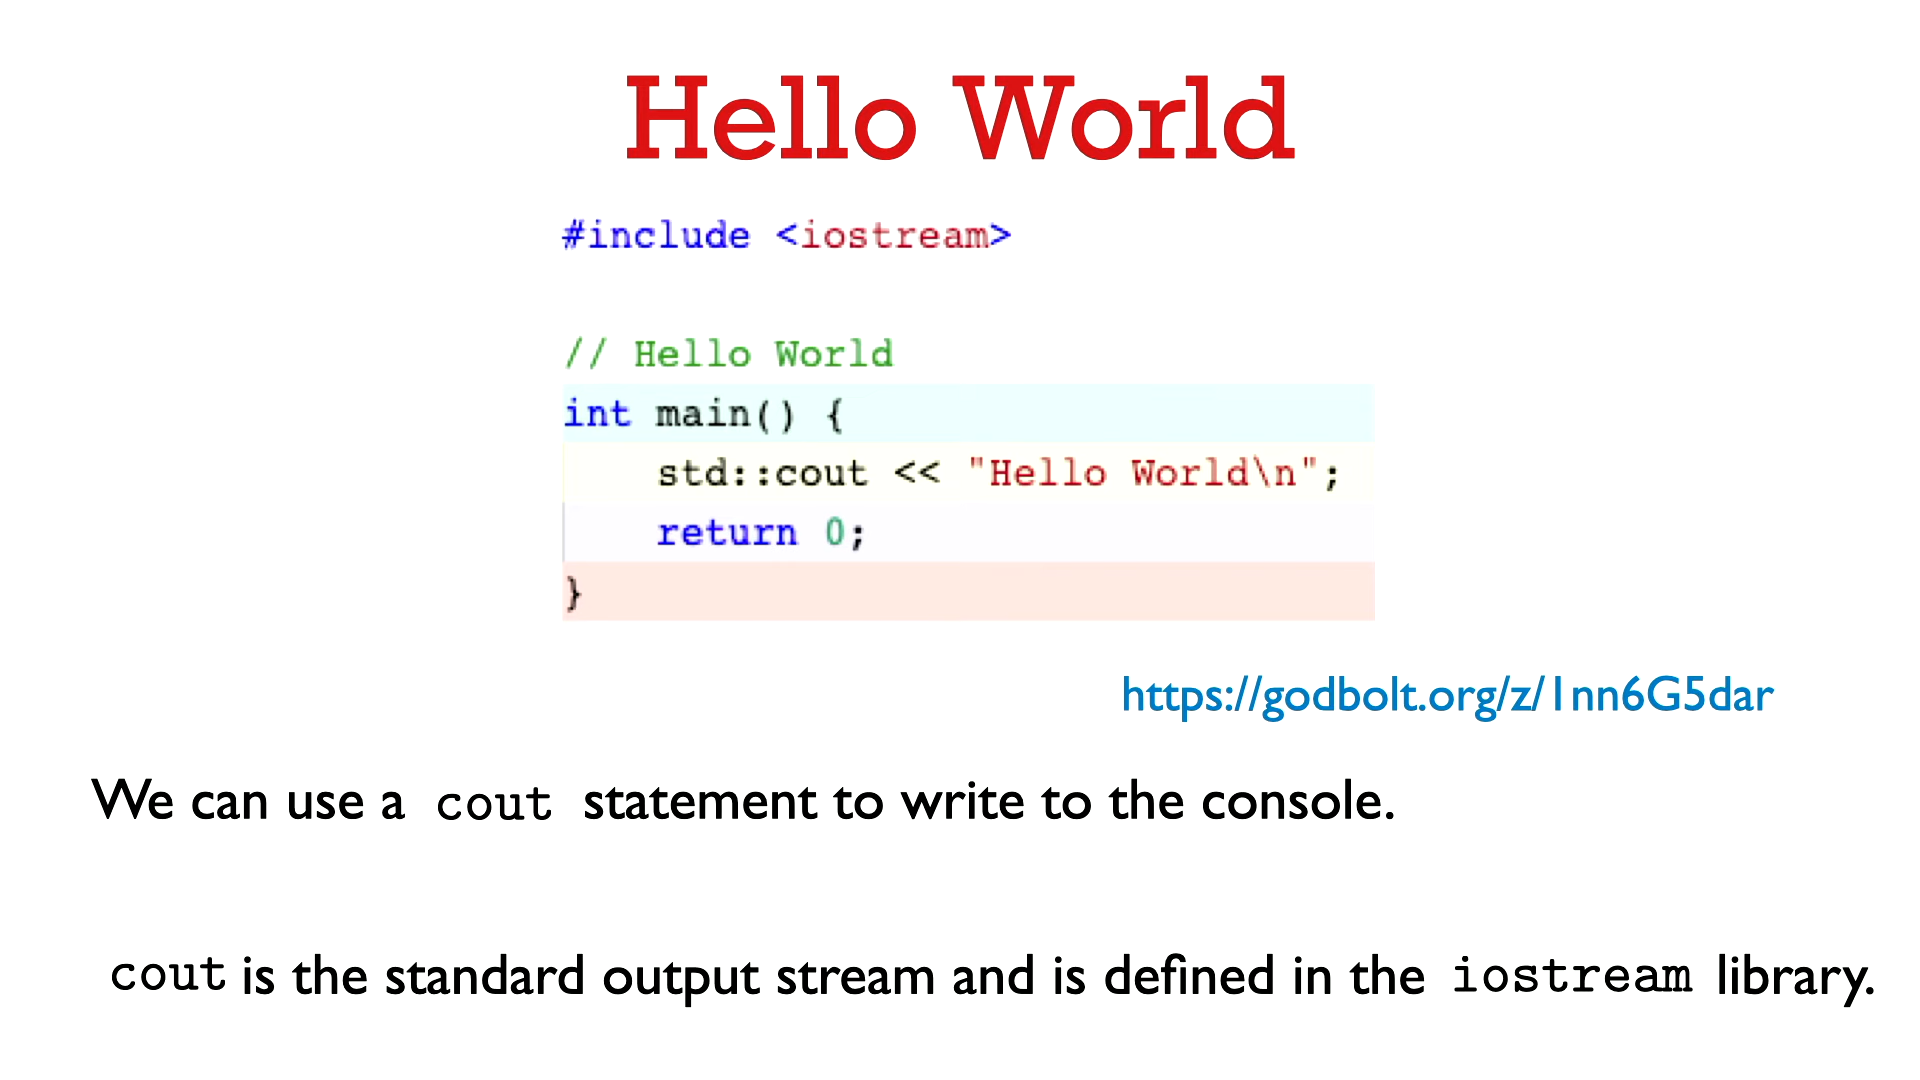 Hello World
#include <iostream>
// Hello World
int main() {
    std::cout << "Hello World\n";
    return 0;
}
https://godbolt.org/z/1nn6G5dar
We can use a cout statement to write to the console.
cout is the standard output stream and is defined in the iostream library.